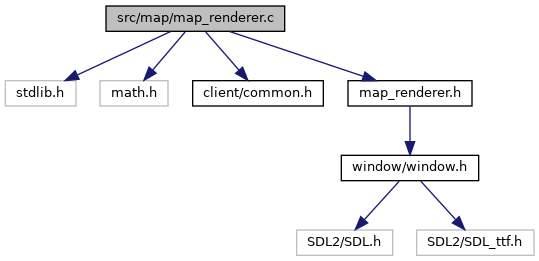 src/map/map_renderer.c
stdlib.h
math.h
client/common.h
map_renderer.h
window/window.h
SDL2/SDL.h
SDL2/SDL_ttf.h